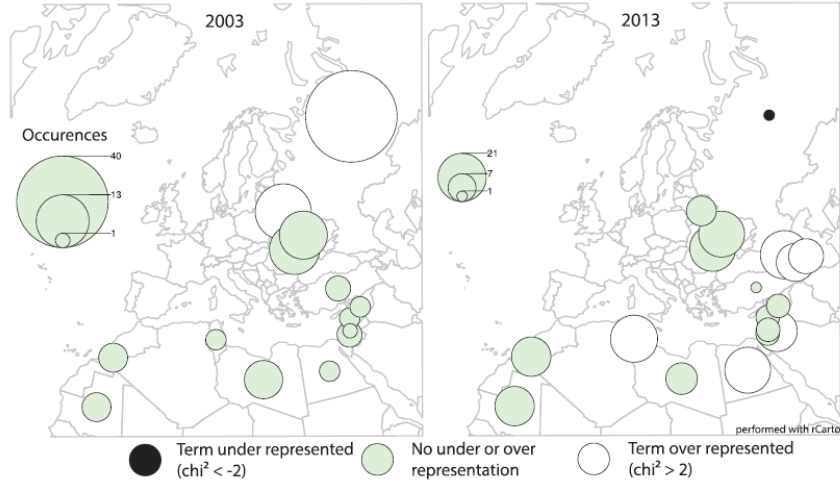 2003
2013
Occurences
40
13
1
21
7
1
performed with rCarto
Term under represented
(chi² < -2)
No under or over
representation
Term over represented
(chi² > 2)